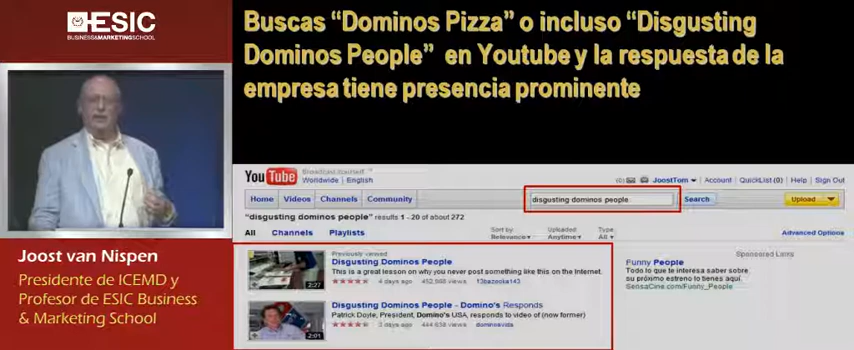 ESIC
BUSINESS&MARKETINGSCHOOL
Joost van Nispen
Presidente de ICEMD y
Profesor de ESIC Business
& Marketing School
Buscas “Dominos Pizza” o incluso “Disgusting
Dominos People” en Youtube y la respuesta de la
empresa tiene presencia prominente
YouTube Broadcast Yourself™
Worldwide | English
JoostTom Account QuickList (0) Help Sign Out
Home Videos Channels Community
disgusting dominos people Search Upload
"disgusting dominos people" results 1 - 20 of about 272
All Channels Playlists
Sort by Relevance Uploaded Anytime Type All
Advanced Options
Previously viewed
Disgusting Dominos People
This is a great lesson on why you never post something like this on the Internet.
2:27 4 days ago views 13bazooka143
Disgusting Dominos People - Domino's Responds
Patrick Doyle, President, Domino's USA, responds to video of (now former)
2:01 3 days ago views dominosvids
Sponsored Links
Funny People
Todo lo que te interesa saber sobre
su próximo estreno lo tienes aquí.
SensaCine.com/Funny_People